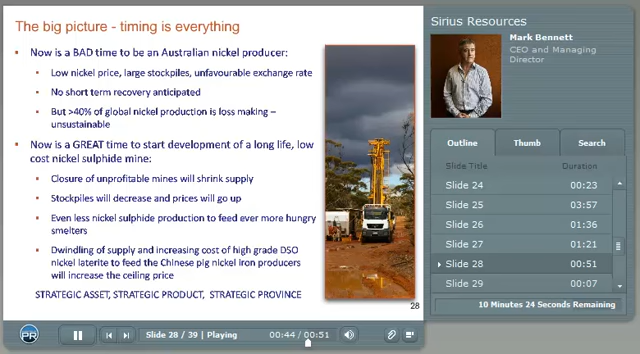 The big picture - timing is everything
Now is a BAD time to be an Australian nickel producer:
Low nickel price, large stockpiles, unfavourable exchange rate
No short term recovery anticipated
But >40% of global nickel production is loss making –
unsustainable
Now is a GREAT time to start development of a long life, low
cost nickel sulphide mine:
Closure of unprofitable mines will shrink supply
Stockpiles will decrease and prices will go up
Even less nickel sulphide production to feed ever more hungry
smelters
Dwindling of supply and increasing cost of high grade DSO
nickel laterite to feed the Chinese pig nickel iron producers
will increase the ceiling price
STRATEGIC ASSET, STRATEGIC PRODUCT, STRATEGIC PROVINCE
28
PR
Slide 28 / 39 | Playing
00:44 / 00:51
Sirius Resources
Mark Bennett
CEO and Managing
Director
Outline
Thumb
Search
Slide Title Duration
Slide 24 00:23
Slide 25 03:57
Slide 26 01:36
Slide 27 01:21
Slide 28 00:51
Slide 29 00:07
10 Minutes 24 Seconds Remaining